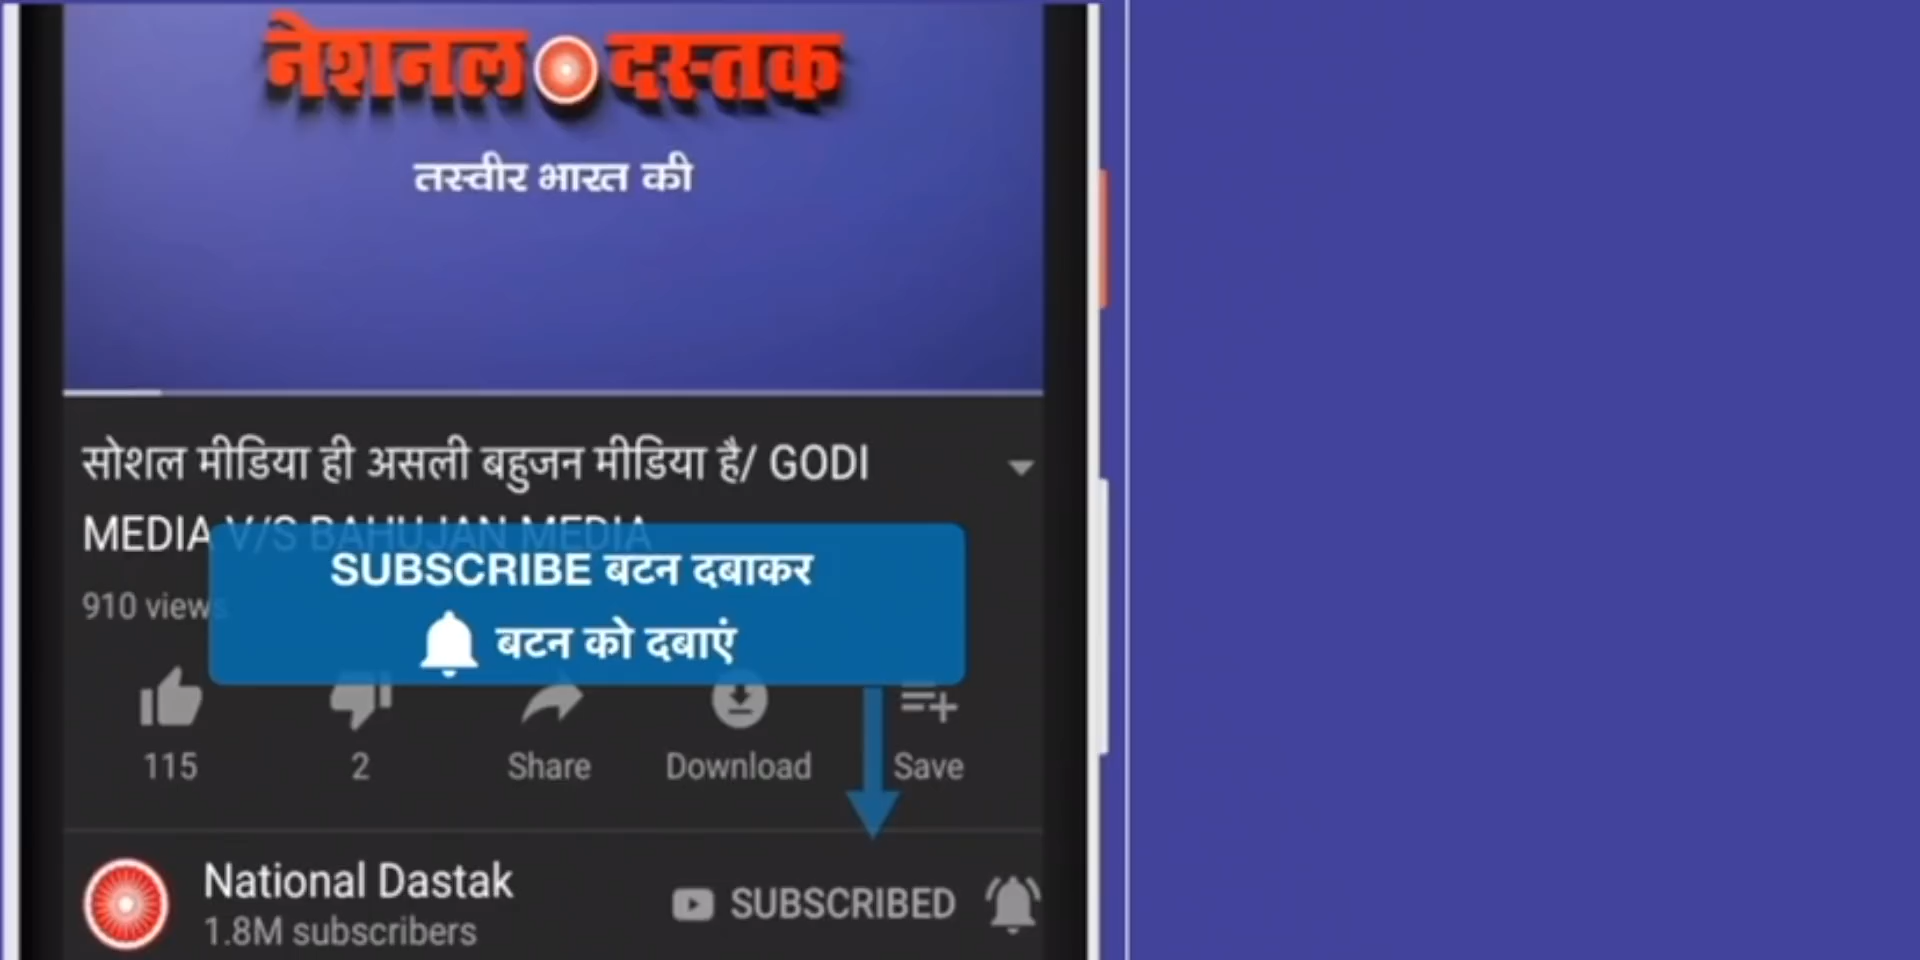 नेशनल दस्तक
तस्वीर भारत की
सोशल मीडिया ही असली बहुजन मीडिया है/ GODI
MEDIA V/S BAHUJAN MEDIA
910 views
SUBSCRIBE बटन दबाकर
बटन को दबाएं
115 2 Share Download Save
National Dastak
1.8M subscribers
SUBSCRIBED